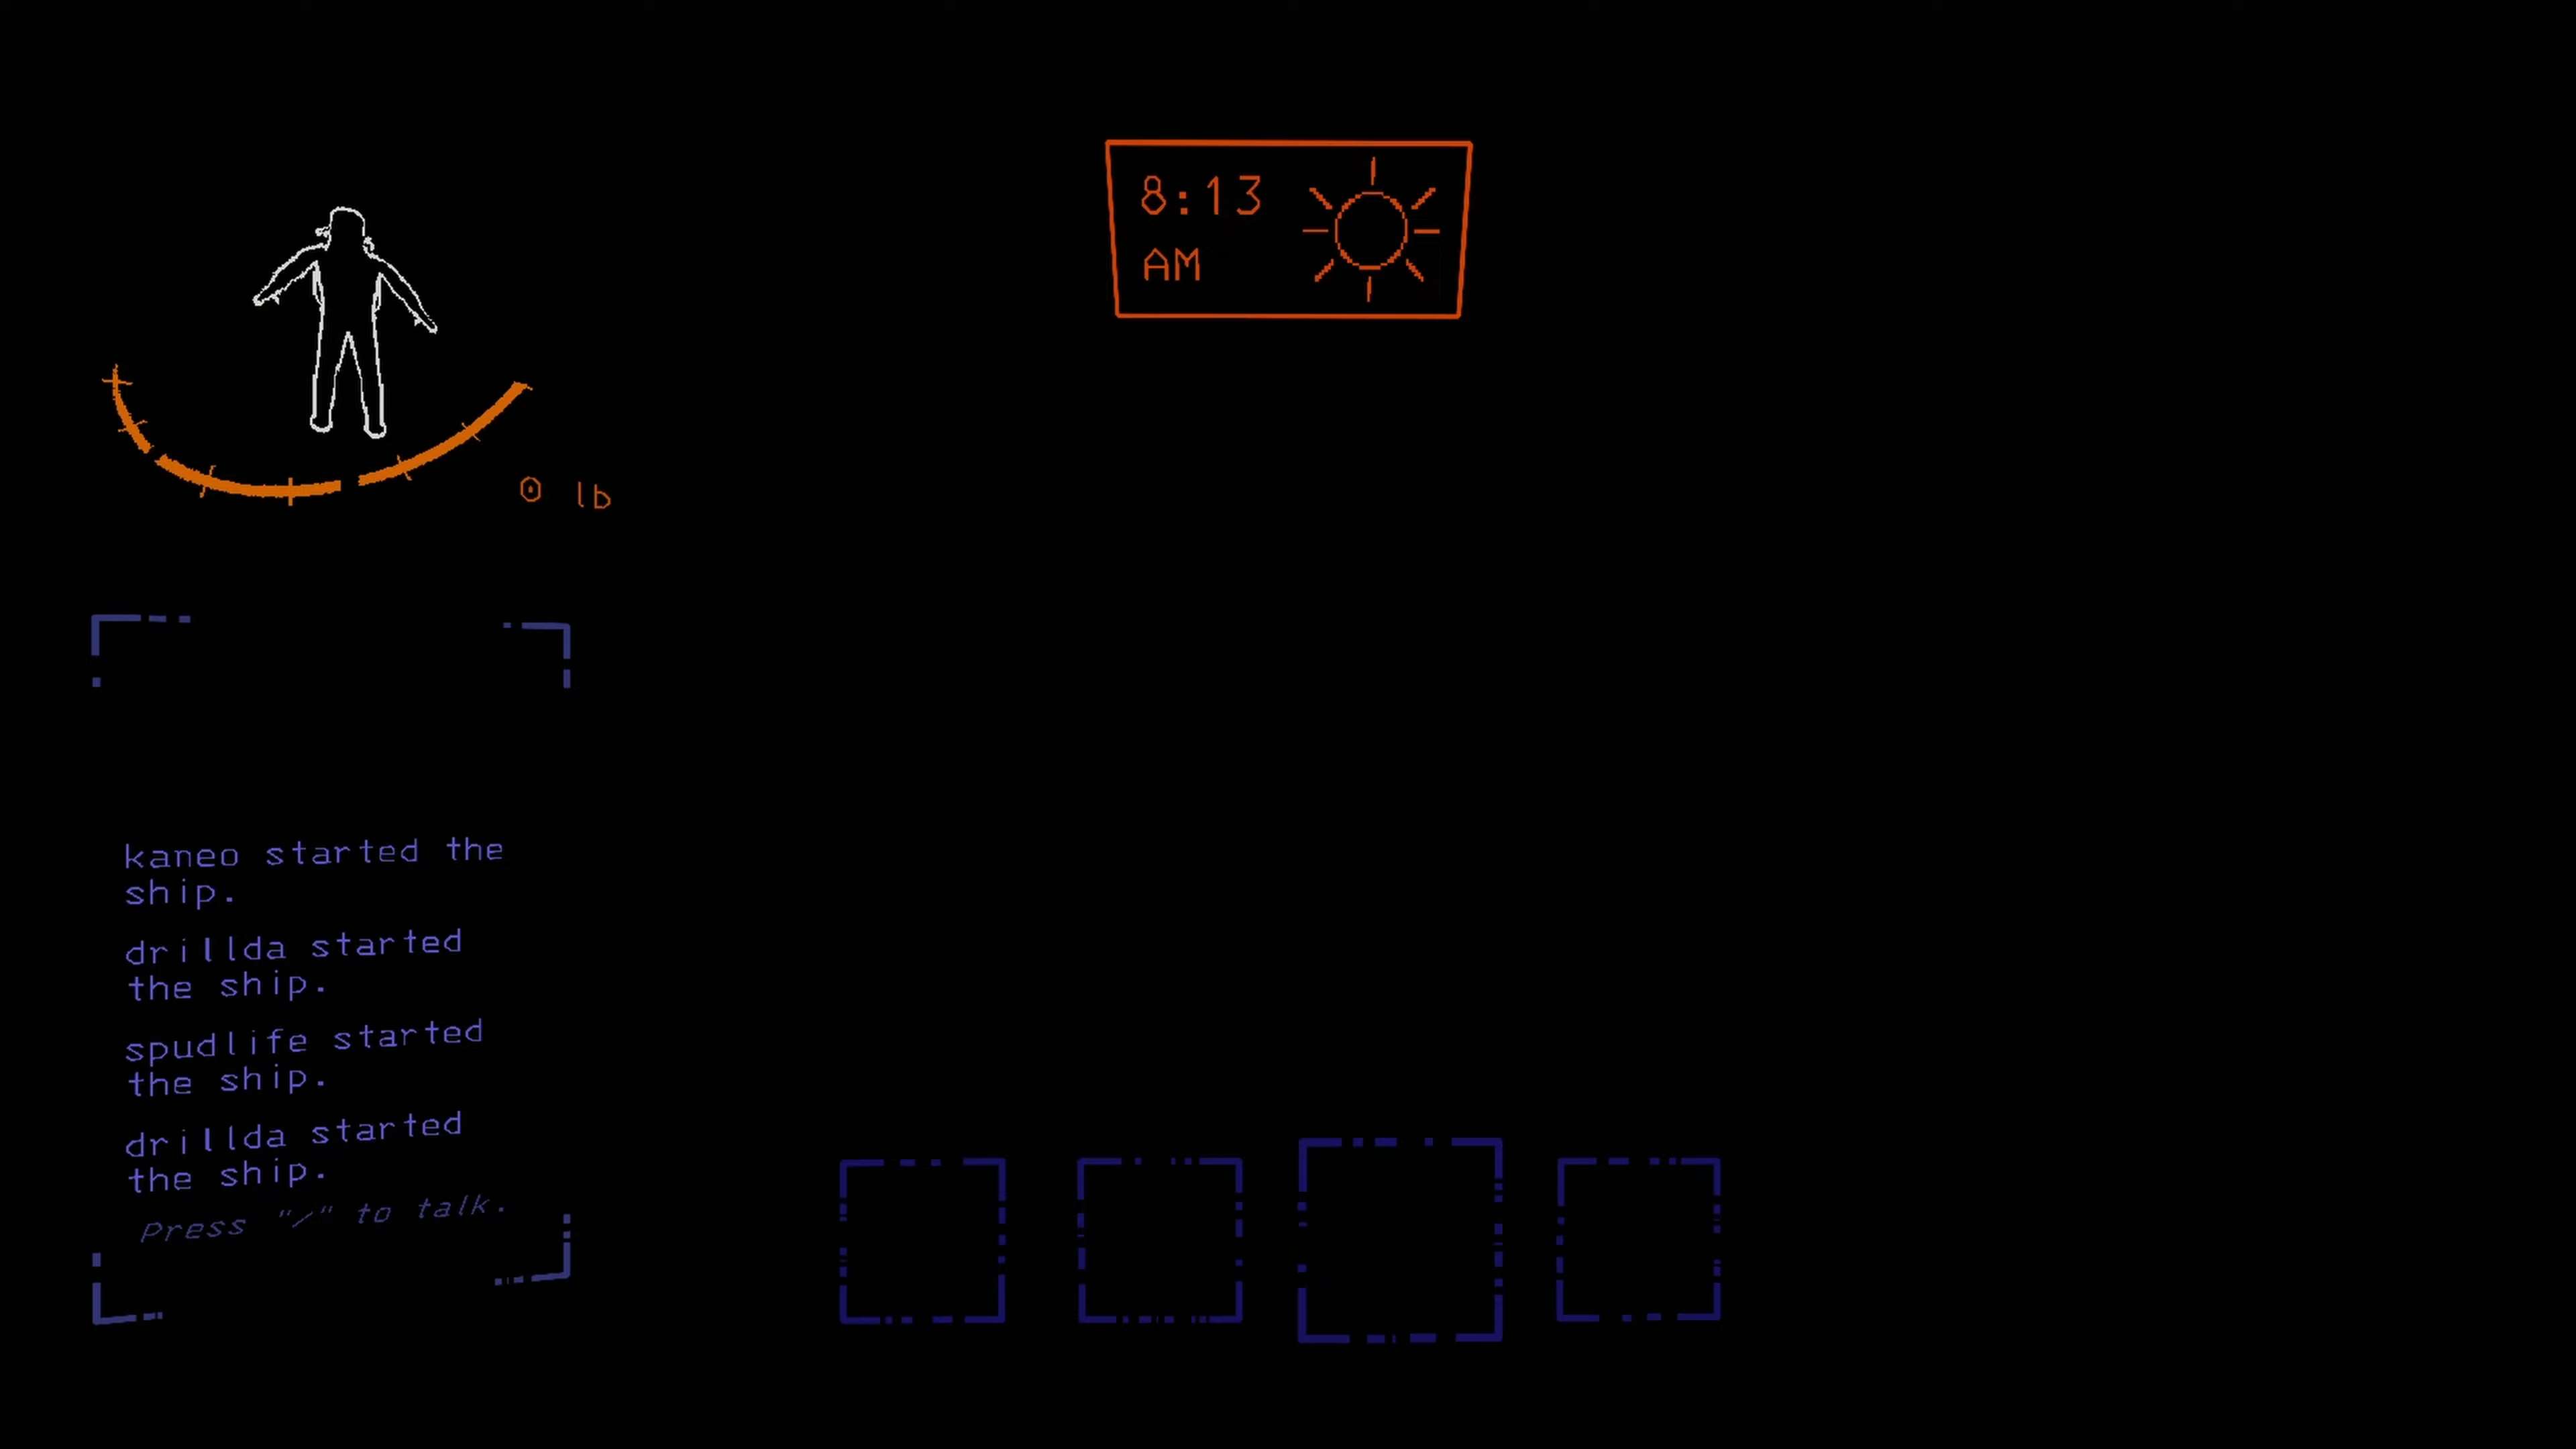 8:13
AM
0 lb
kaneo started the
ship.
drillda started
the ship.
spudlife started
the ship.
drillda started
the ship.
Press "/" to talk.